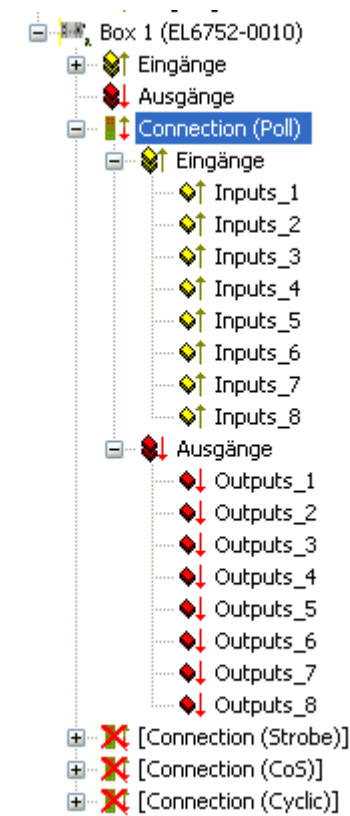 Box 1 (EL6752-0010)
Eingänge
Ausgänge
Connection (Poll)
Eingänge
Inputs_1
Inputs_2
Inputs_3
Inputs_4
Inputs_5
Inputs_6
Inputs_7
Inputs_8
Ausgänge
Outputs_1
Outputs_2
Outputs_3
Outputs_4
Outputs_5
Outputs_6
Outputs_7
Outputs_8
[Connection (Strobe)]
[Connection (CoS)]
[Connection (Cyclic)]